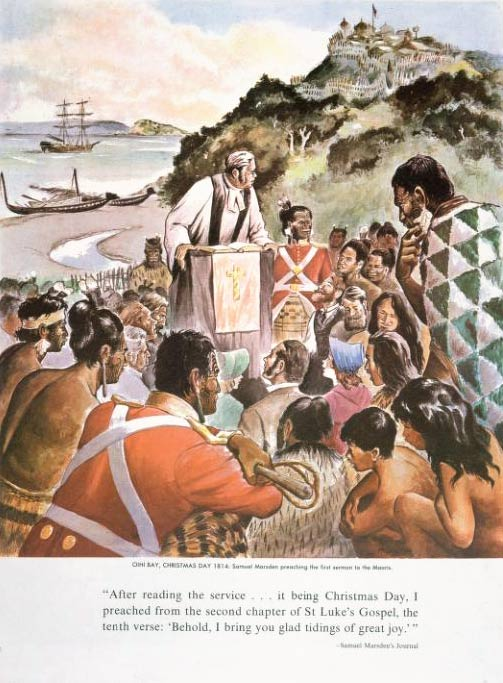 OIHI BAY, CHRISTMAS DAY 1814: Samuel Marsden preaching the first sermon to the Maoris.
“After reading the service . . . it being Christmas Day, I
preached from the second chapter of St Luke's Gospel, the
tenth verse: ‘Behold, I bring you glad tidings of great joy.’ ”
–Samuel Marsden's Journal